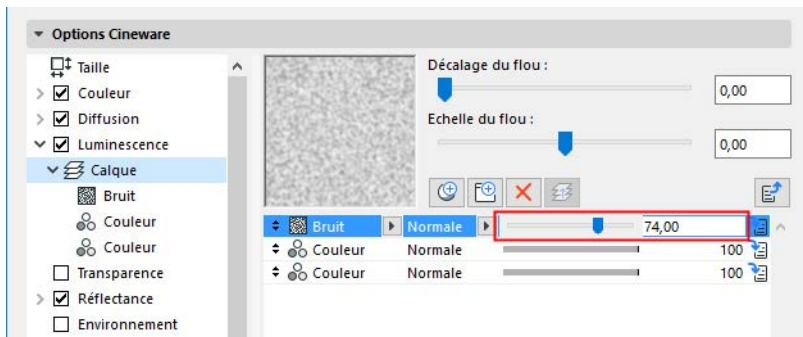 Options Cineware
Taille
Couleur
Diffusion
Luminescence
Calque
Bruit
Couleur
Couleur
Transparence
Réflectance
Environnement
Décalage du flou :
0,00
Echelle du flou :
0,00
Bruit Normale 74,00
Couleur Normale 100
Couleur Normale 100